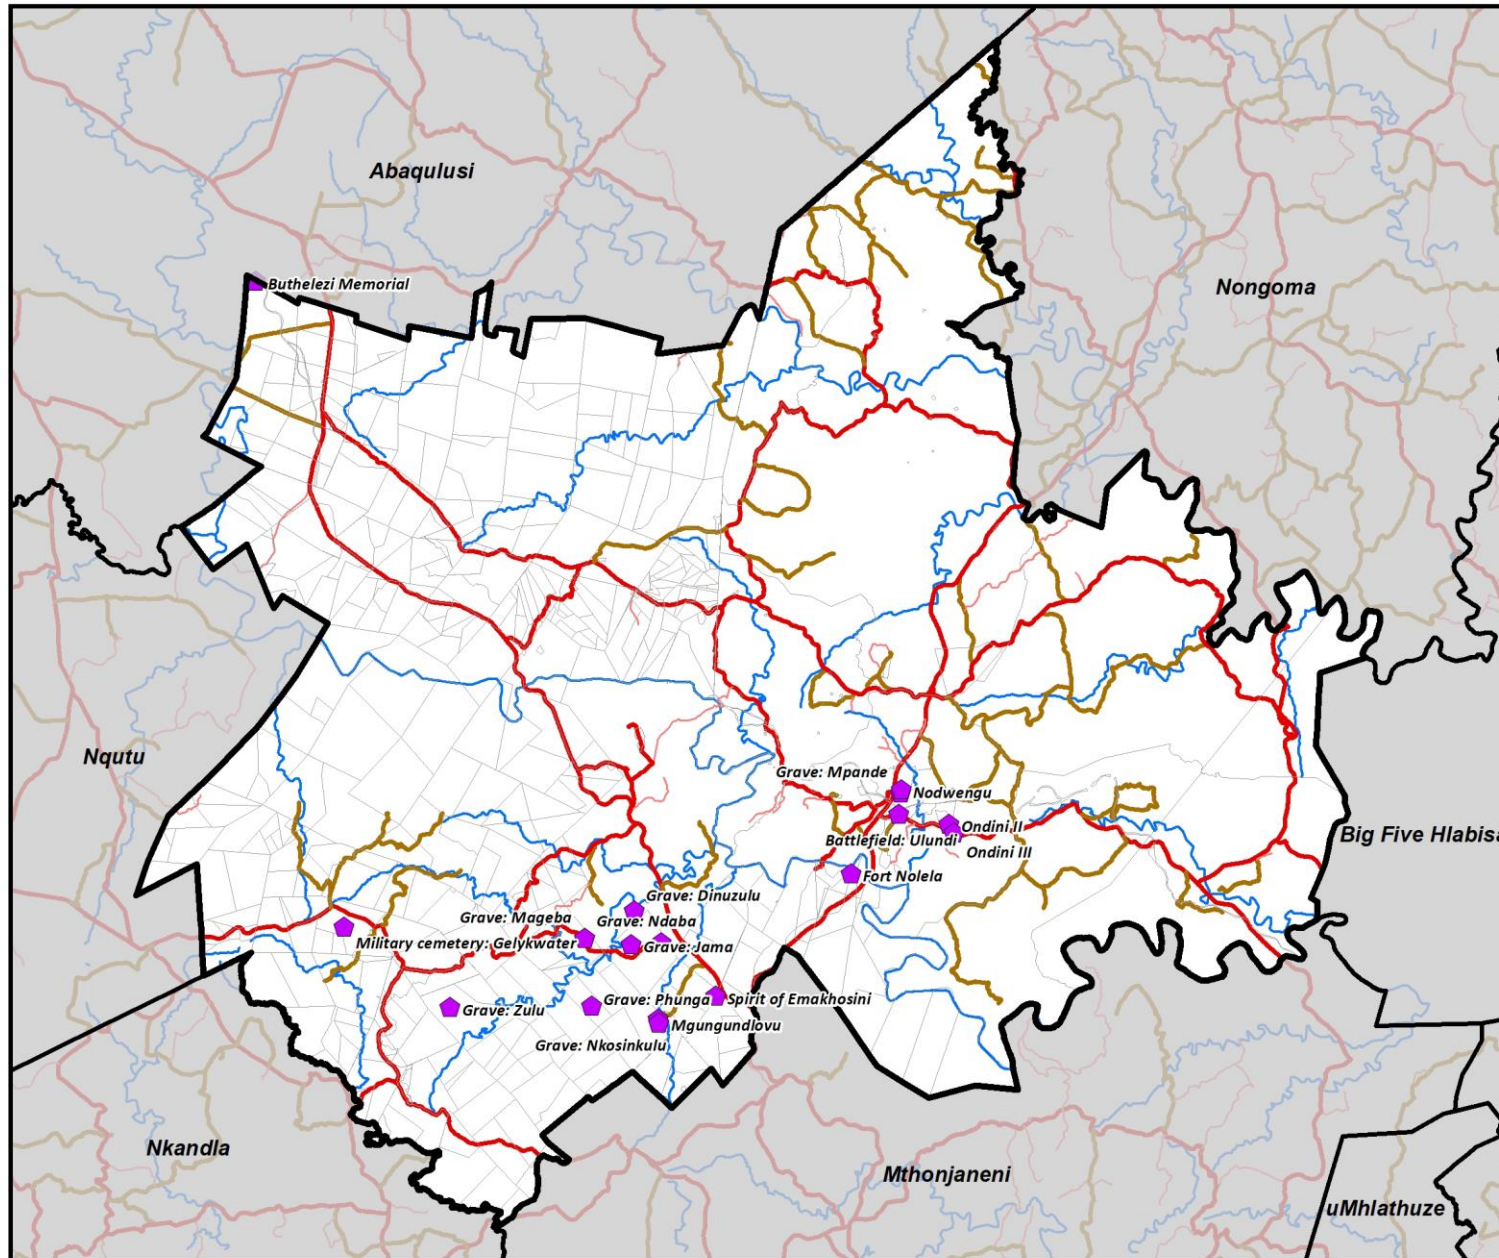 Abaqulusi
Buthelezi Memorial
Nongoma
Nqutu
Grave: Mpande
Nodwengu
Ondini II
Battlefield: Ulundi
Big Five Hlabisa
Ondini III
Fort Nolela
Grave: Dinuzulu
Grave: Mageba
Grave: Ndaba
Military cemetery: Gelykwater
Grave: Jama
Grave: Phunga
Spirit of Emakhosini
Grave: Zulu
Mgungundlovu
Grave: Nkosinkulu
Nkandla
Mthonjaneni
uMhlathuze